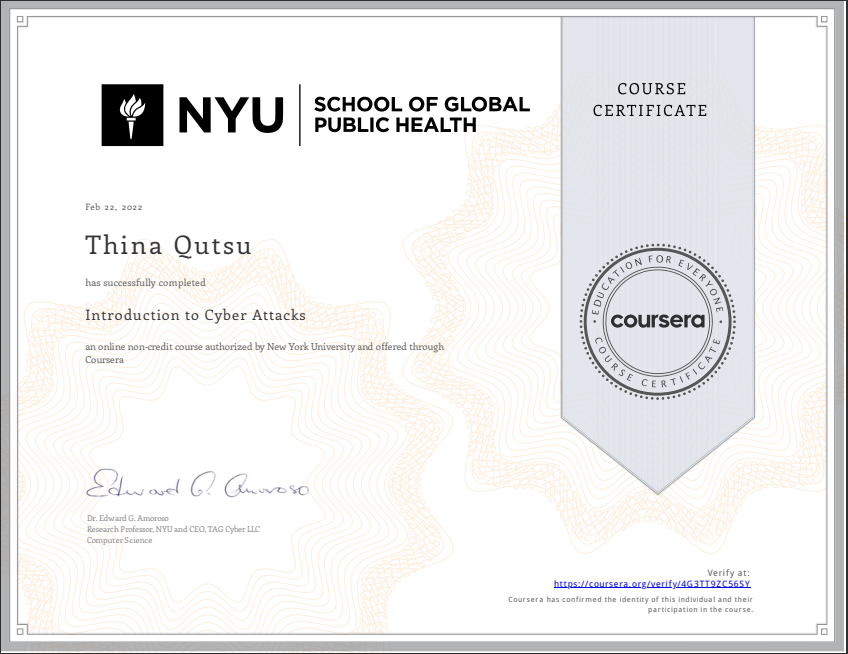 NYU
SCHOOL OF GLOBAL
PUBLIC HEALTH
COURSE
CERTIFICATE
Feb 22, 2022
Thina Qutsu
has successfully completed
Introduction to Cyber Attacks
an online non-credit course authorized by New York University and offered through
Coursera
EDUCATION FOR EVERYONE
coursera
COURSE CERTIFICATE
Edward G. Amoroso
Dr. Edward G. Amoroso
Research Professor, NYU and CEO, TAG Cyber LLC
Computer Science
Verify at:
https://coursera.org/verify/4G3TT9ZC56SY
Coursera has confirmed the identity of this individual and their
participation in the course.